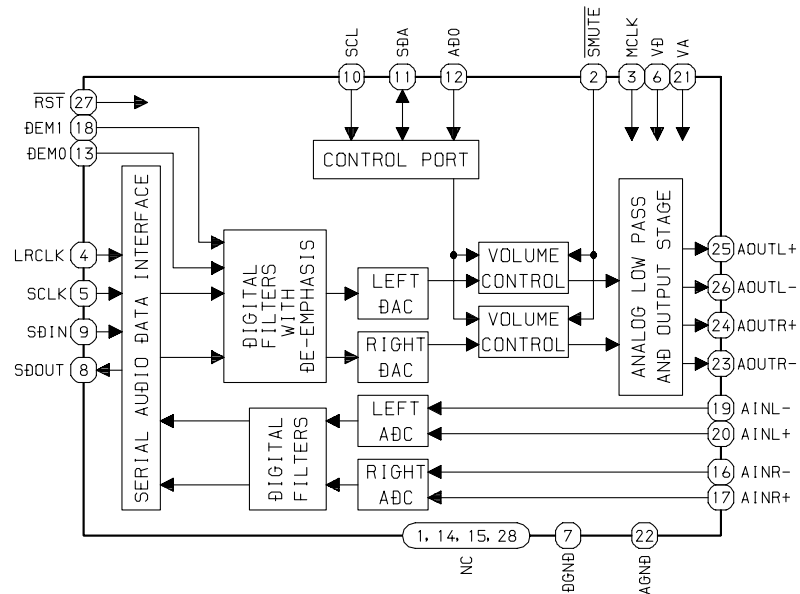 SCL
SDA
AD0
SMUTE
MCLK
VD
VA
10
11
12
2
3
6
21
RST
27
DEM1
18
DEM0
13
CONTROL PORT
LRCLK
4
SCLK
5
SDIN
9
SDOUT
8
SERIAL AUDIO DATA INTERFACE
DIGITAL
FILTERS
WITH
DE-EMPHASIS
LEFT
DAC
RIGHT
DAC
VOLUME
CONTROL
VOLUME
CONTROL
ANALOG LOW PASS
AND OUTPUT STAGE
25
AOUTL+
26
AOUTL-
24
AOUTR+
23
AOUTR-
DIGITAL
FILTERS
LEFT
ADC
RIGHT
ADC
19
AINL-
20
AINL+
16
AINR-
17
AINR+
1, 14, 15, 28
7
22
NC
DGND
AGND